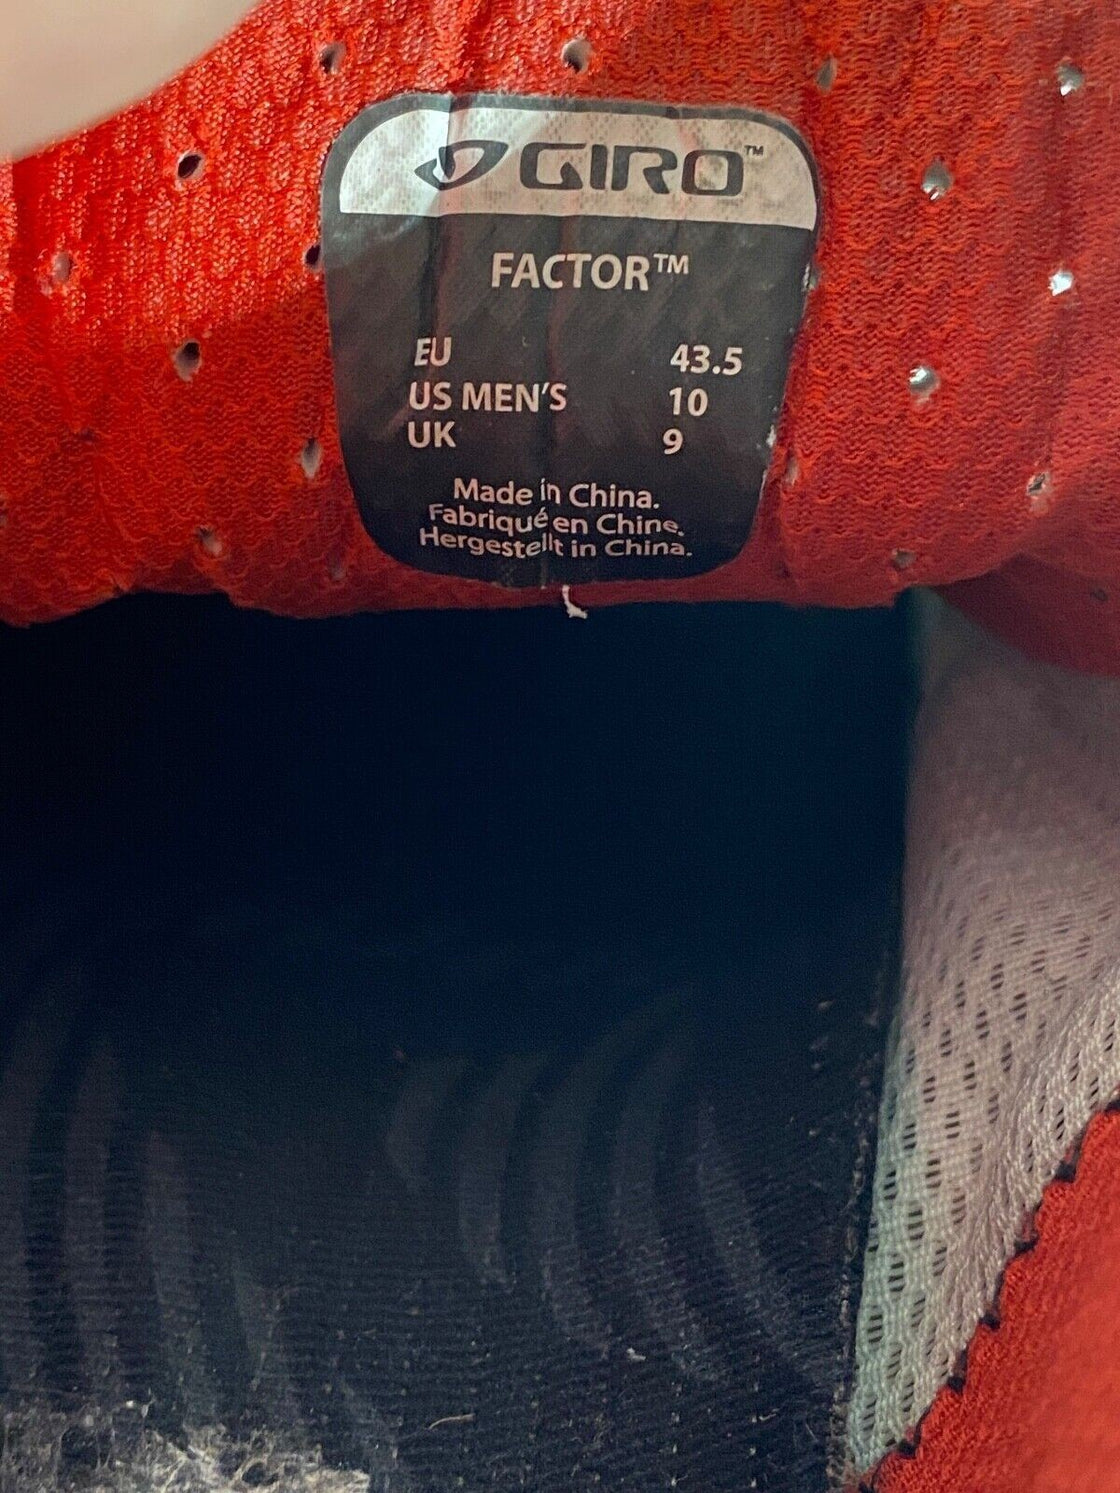 GIRO™
FACTOR™
EU 43.5
US MEN'S 10
UK 9
Made in China.
Fabriqué en Chine.
Hergestellt in China.